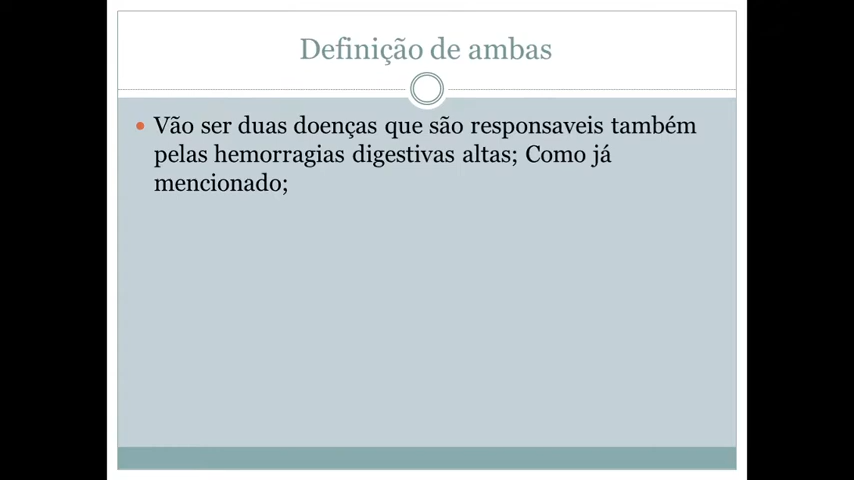 Definição de ambas
Vão ser duas doenças que são responsaveis também
pelas hemorragias digestivas altas; Como já
mencionado;